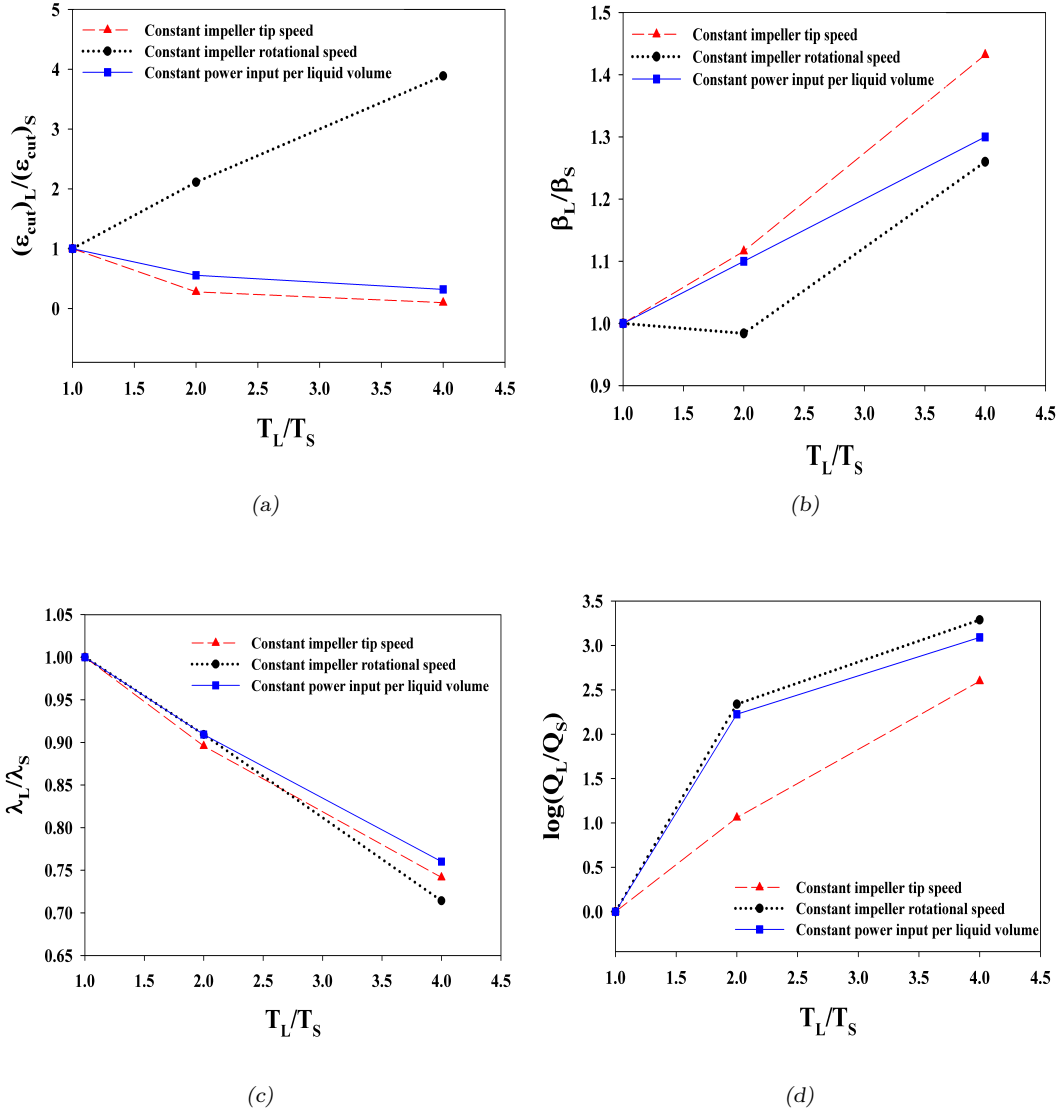 5
4
3
2
1
0
(ε_cut)_L/(ε_cut)_S
Constant impeller tip speed
Constant impeller rotational speed
Constant power input per liquid volume
1.0 1.5 2.0 2.5 3.0 3.5 4.0 4.5
T_L/T_S
(a)
1.5
1.4
1.3
1.2
1.1
1.0
0.9
β_L/β_S
Constant impeller tip speed
Constant impeller rotational speed
Constant power input per liquid volume
1.0 1.5 2.0 2.5 3.0 3.5 4.0 4.5
T_L/T_S
(b)
1.05
1.00
0.95
0.90
0.85
0.80
0.75
0.70
0.65
λ_L/λ_S
Constant impeller tip speed
Constant impeller rotational speed
Constant power input per liquid volume
1.0 1.5 2.0 2.5 3.0 3.5 4.0 4.5
T_L/T_S
(c)
3.5
3.0
2.5
2.0
1.5
1.0
0.5
0.0
log(Q_L/Q_S)
Constant impeller tip speed
Constant impeller rotational speed
Constant power input per liquid volume
1.0 1.5 2.0 2.5 3.0 3.5 4.0 4.5
T_L/T_S
(d)